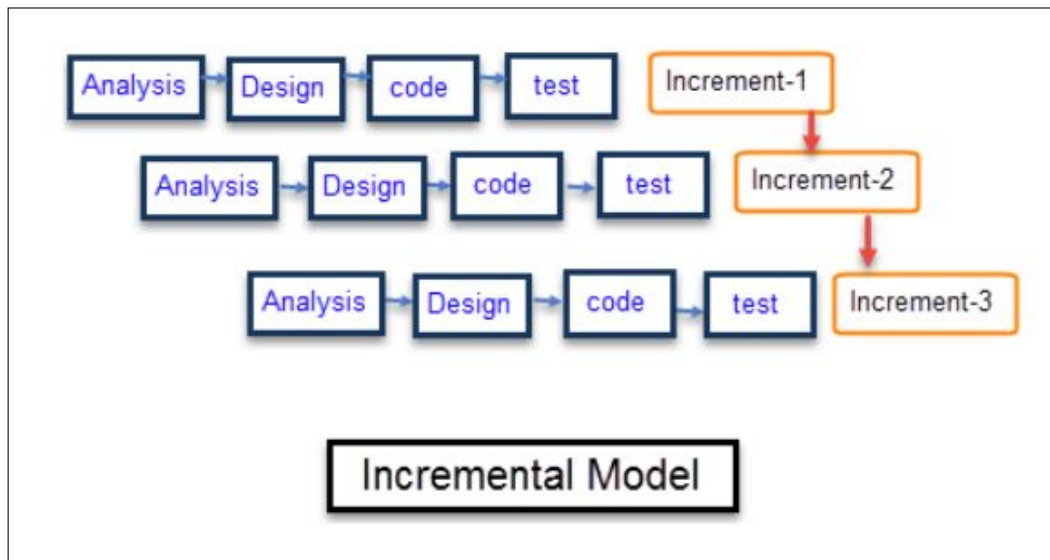 Analysis Design code test Increment-1
Analysis Design code test Increment-2
Analysis Design code test Increment-3
Incremental Model